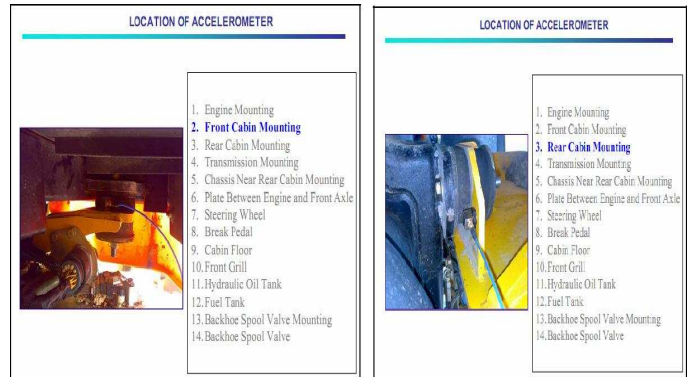 LOCATION OF ACCELEROMETER
1. Engine Mounting
2. Front Cabin Mounting
3. Rear Cabin Mounting
4. Transmission Mounting
5. Chassis Near Rear Cabin Mounting
6. Plate Between Engine and Front Axle
7. Steering Wheel
8. Break Pedal
9. Cabin Floor
10. Front Grill
11. Hydraulic Oil Tank
12. Fuel Tank
13. Backhoe Spool Valve Mounting
14. Backhoe Spool Valve
LOCATION OF ACCELEROMETER
1. Engine Mounting
2. Front Cabin Mounting
3. Rear Cabin Mounting
4. Transmission Mounting
5. Chassis Near Rear Cabin Mounting
6. Plate Between Engine and Front Axle
7. Steering Wheel
8. Break Pedal
9. Cabin Floor
10. Front Grill
11. Hydraulic Oil Tank
12. Fuel Tank
13. Backhoe Spool Valve Mounting
14. Backhoe Spool Valve